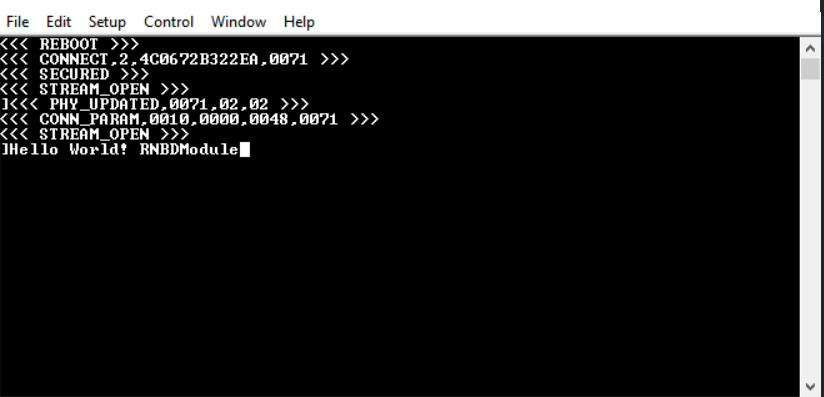 File Edit Setup Control Window Help
<<< REBOOT >>>
<<< CONNECT,2,4C0672B322EA,0071 >>>
<<< SECURED >>>
<<< STREAM_OPEN >>>
]<<< PHY_UPDATED,0071,02,02 >>>
<<< CONN_PARAM,0010,0000,0048,0071 >>>
<<< STREAM_OPEN >>>
]Hello World! RNBDModule